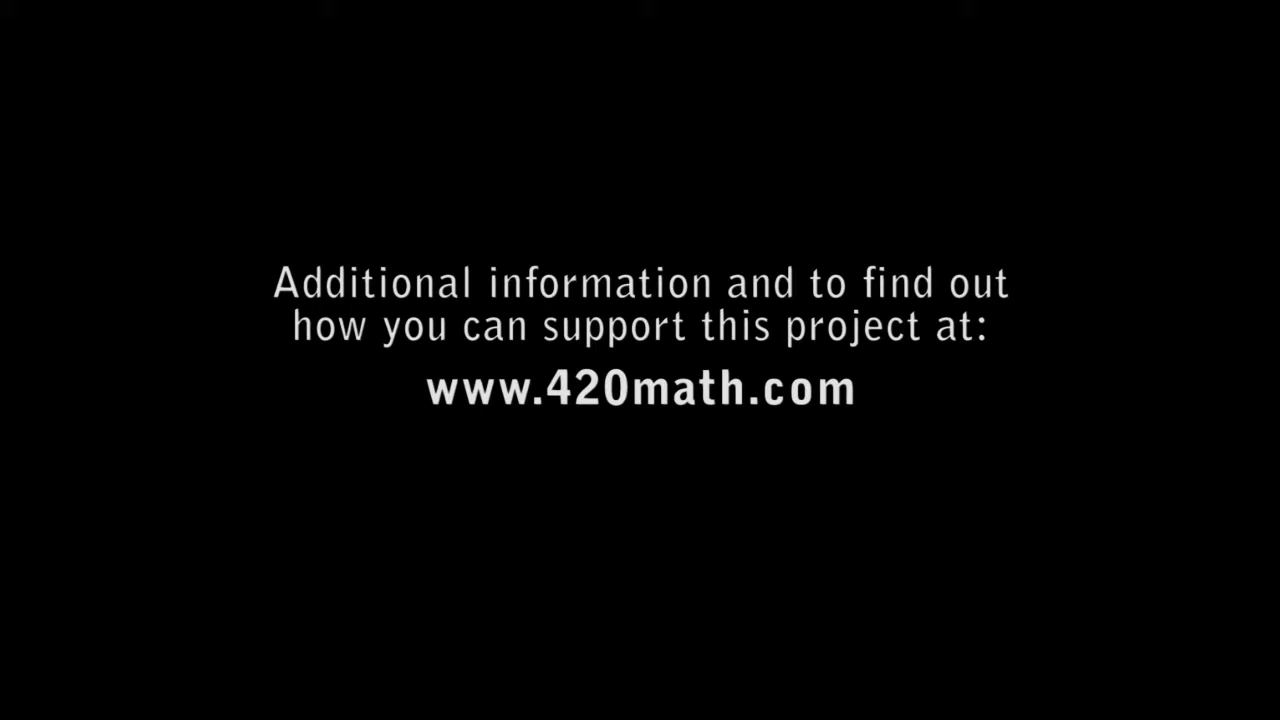 Additional information and to find out
how you can support this project at:
www.420math.com